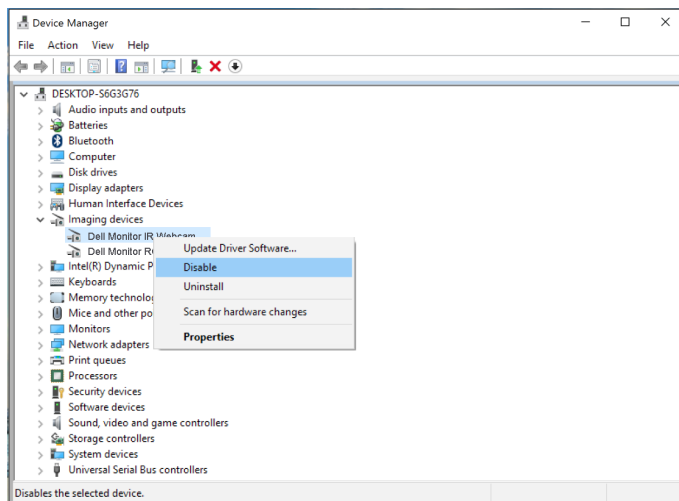 Device Manager
File Action View Help
DESKTOP-S6G3G76
Audio inputs and outputs
Batteries
Bluetooth
Computer
Disk drives
Display adapters
Human Interface Devices
Imaging devices
Dell Monitor IR Webcam
Dell Monitor
Intel(R) Dynamic
Keyboards
Memory
Mice and other
Monitors
Network adapters
Print queues
Processors
Security devices
Software devices
Sound, video and game controllers
Storage controllers
System devices
Universal Serial Bus controllers
Update Driver Software...
Disable
Uninstall
Scan for hardware changes
Properties
Disables the selected device.